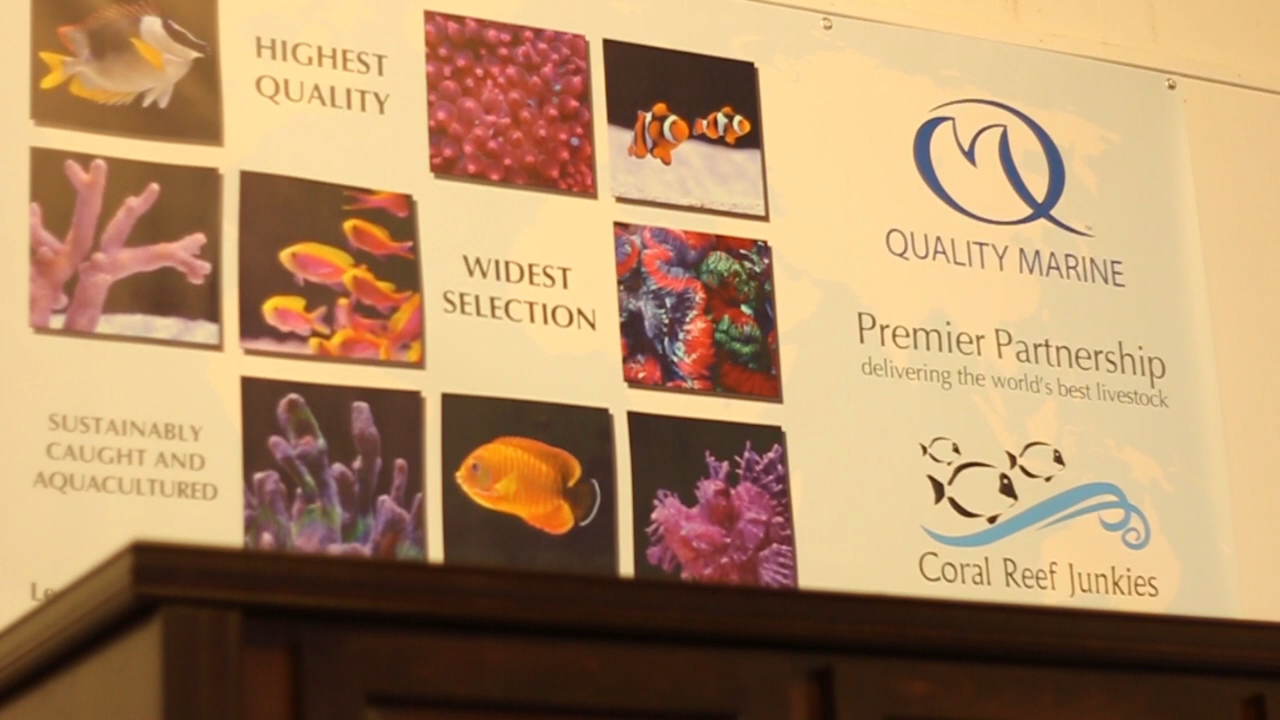 HIGHEST
QUALITY
WIDEST
SELECTION
SUSTAINABLY
CAUGHT AND
AQUACULTURED
QUALITY MARINE
Premier Partnership
delivering the world's best livestock
Coral Reef Junkies